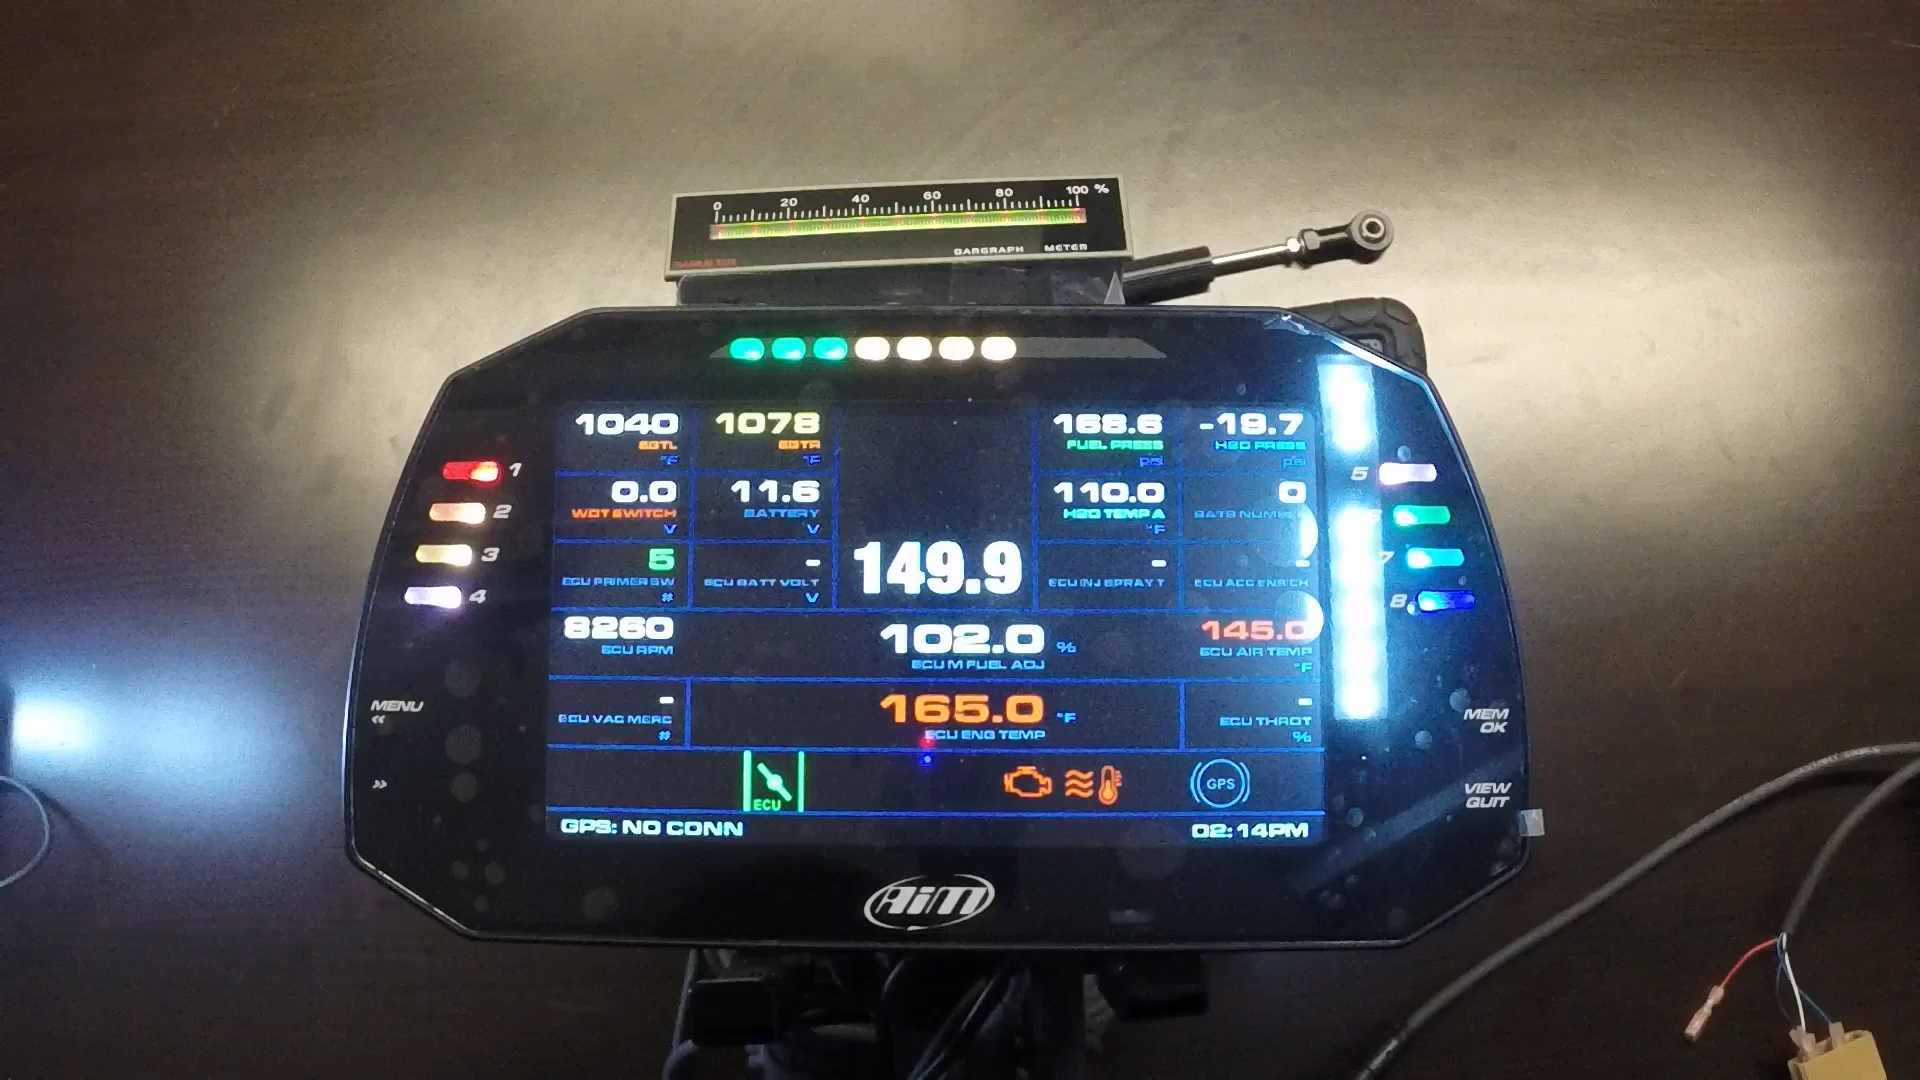 0 20 40 60 80 100 %
BARGRAPH METER
1040 1078 168.6 -19.7
EGTL EGTR FUEL PRESS H2O PRESS
°F °F psi psi
1 5
0.0 11.6 110.0 0
2
WOT SWITCH BATTERY H2O TEMP A
V V °F
3 7
5 - 149.9 - -
ECU PRIMER SW ECU BATT VOLT ECU INJ SPRAY T ECU ACC ENRICH
# V
4 8
8260 102.0 % 145.0
ECU RPM ECU M FUEL ADJ ECU AIR TEMP
°F
MENU
<<
- 165.0 °F -
ECU VAC MERC ECU ENG TEMP ECU THROT
# %
MEM
OK
>>
ECU GPS
VIEW
QUIT
GPS: NO CONN 02:14PM
AiM